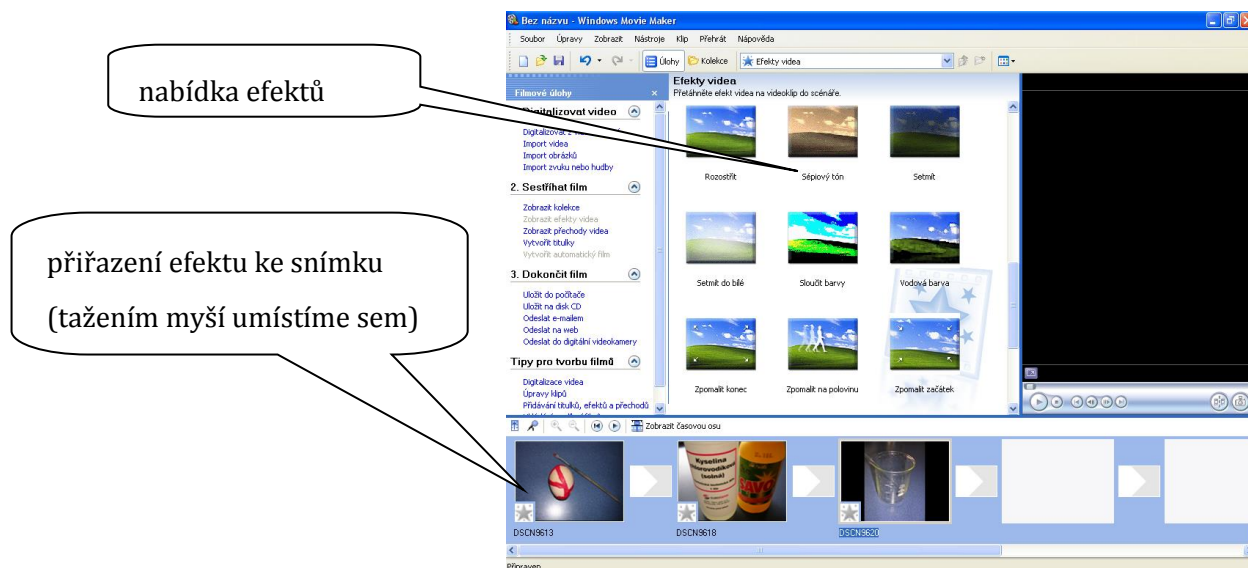 nabídka efektů
přiřazení efektu ke snímku
(tažením myší umístíme sem)
Bez názvu - Windows Movie Maker
Soubor Úpravy Zobrazit Nástroje Klip Přehrát Nápověda
Úlohy Kolekce Efekty videa
Filmové úlohy
Efekty videa
Přetáhněte efekt videa na videoklip do scénáře.
Digitalizovat video
Digitalizovat z
Import videa
Import obrázků
Import zvuku nebo hudby
2. Sestříhat film
Zobrazit kolekce
Zobrazit efekty videa
Zobrazit přechody videa
Vytvořit titulky
Vytvořit automatický film
3. Dokončit film
Uložit do počítače
Uložit na disk CD
Odeslat e-mailem
Odeslat na web
Odeslat do digitální videokamery
Tipy pro tvorbu filmů
Digitalizace videa
Úpravy klipů
Přidávání titulků, efektů a přechodů
Rozostřit Sépiový tón Setmít
Setmít do bílé Sloučit barvy Vodová barva
Zpomalit konec Zpomalit na polovinu Zpomalit začátek
Zobrazit časovou osu
Kyselina
chlorovodíková
(solná)
SAVO
DSCN9613 DSCN9618 DSCN9620
Připraven